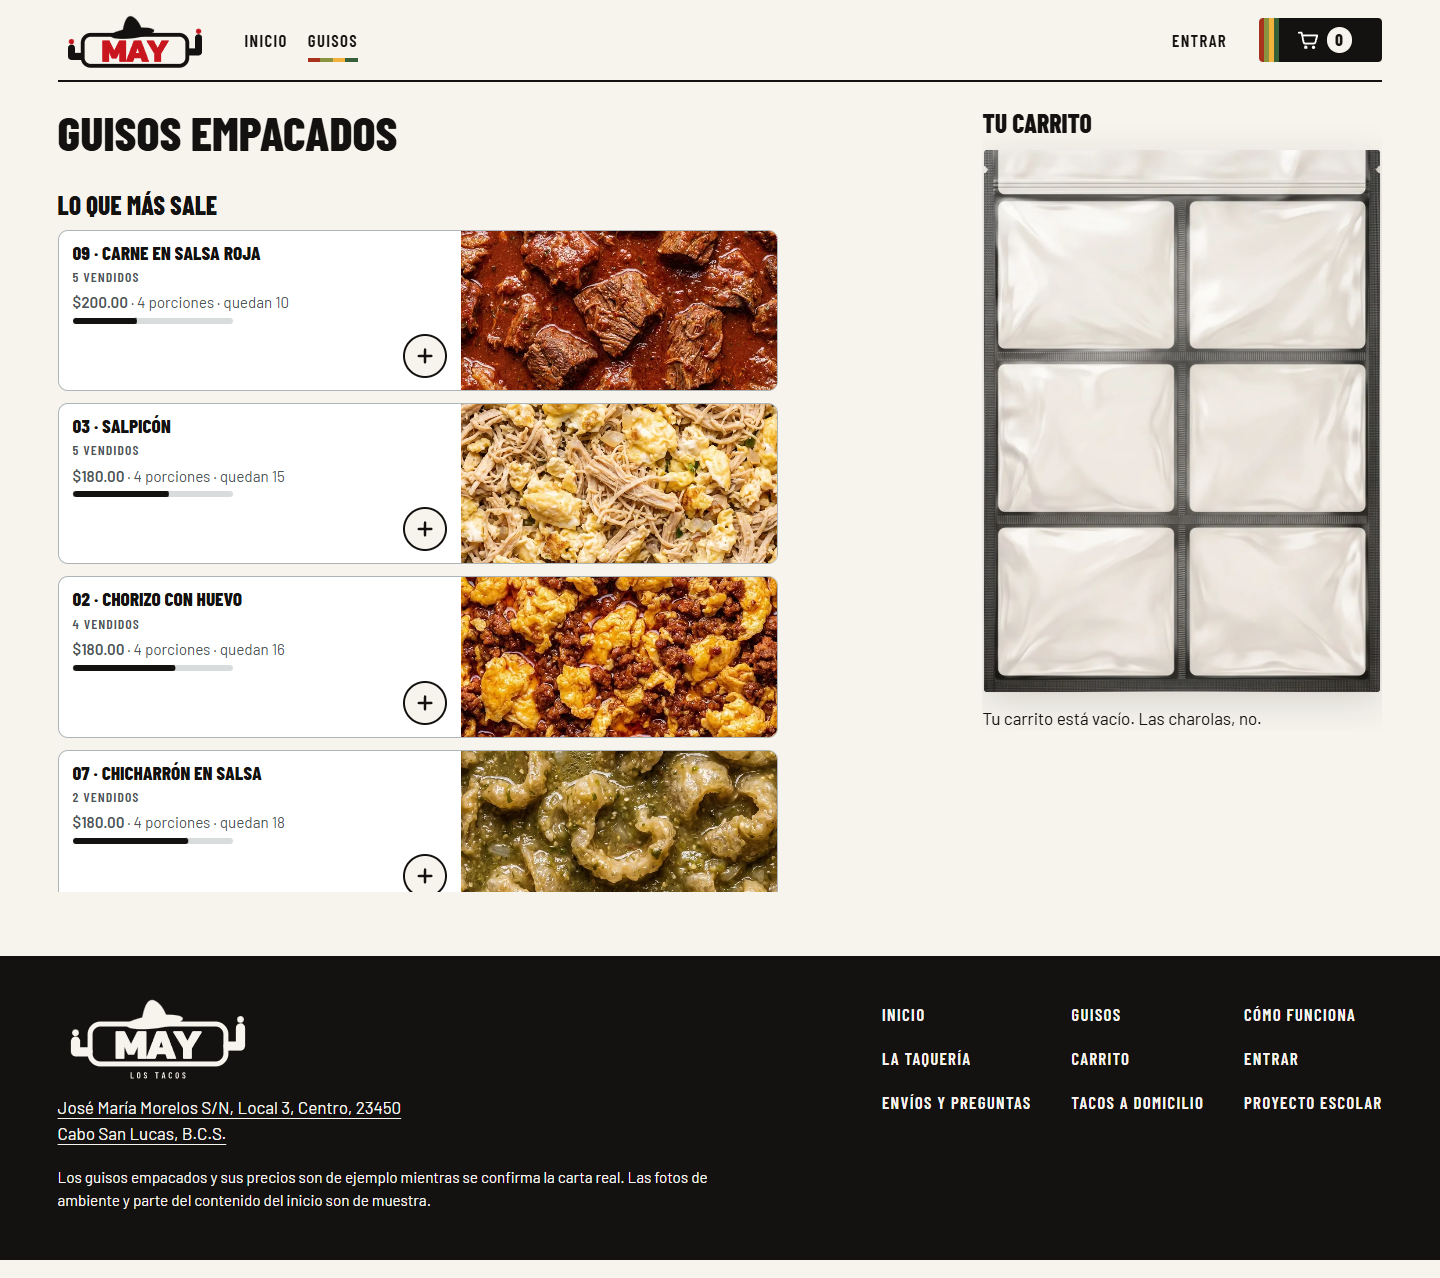 MAY
INICIO
GUISOS
ENTRAR
0
GUISOS EMPACADOS
LO QUE MÁS SALE
09 · CARNE EN SALSA ROJA
5 VENDIDOS
$200.00 · 4 porciones · quedan 10
03 · SALPICÓN
5 VENDIDOS
$180.00 · 4 porciones · quedan 15
02 · CHORIZO CON HUEVO
4 VENDIDOS
$180.00 · 4 porciones · quedan 16
07 · CHICHARRÓN EN SALSA
2 VENDIDOS
$180.00 · 4 porciones · quedan 18
TU CARRITO
Tu carrito está vacío. Las charolas, no.
MAY
LOS TACOS
José María Morelos S/N, Local 3, Centro, 23450
Cabo San Lucas, B.C.S.
Los guisos empacados y sus precios son de ejemplo mientras se confirma la carta real. Las fotos de
ambiente y parte del contenido del inicio son de muestra.
INICIO
GUISOS
CÓMO FUNCIONA
LA TAQUERÍA
CARRITO
ENTRAR
ENVÍOS Y PREGUNTAS
TACOS A DOMICILIO
PROYECTO ESCOLAR